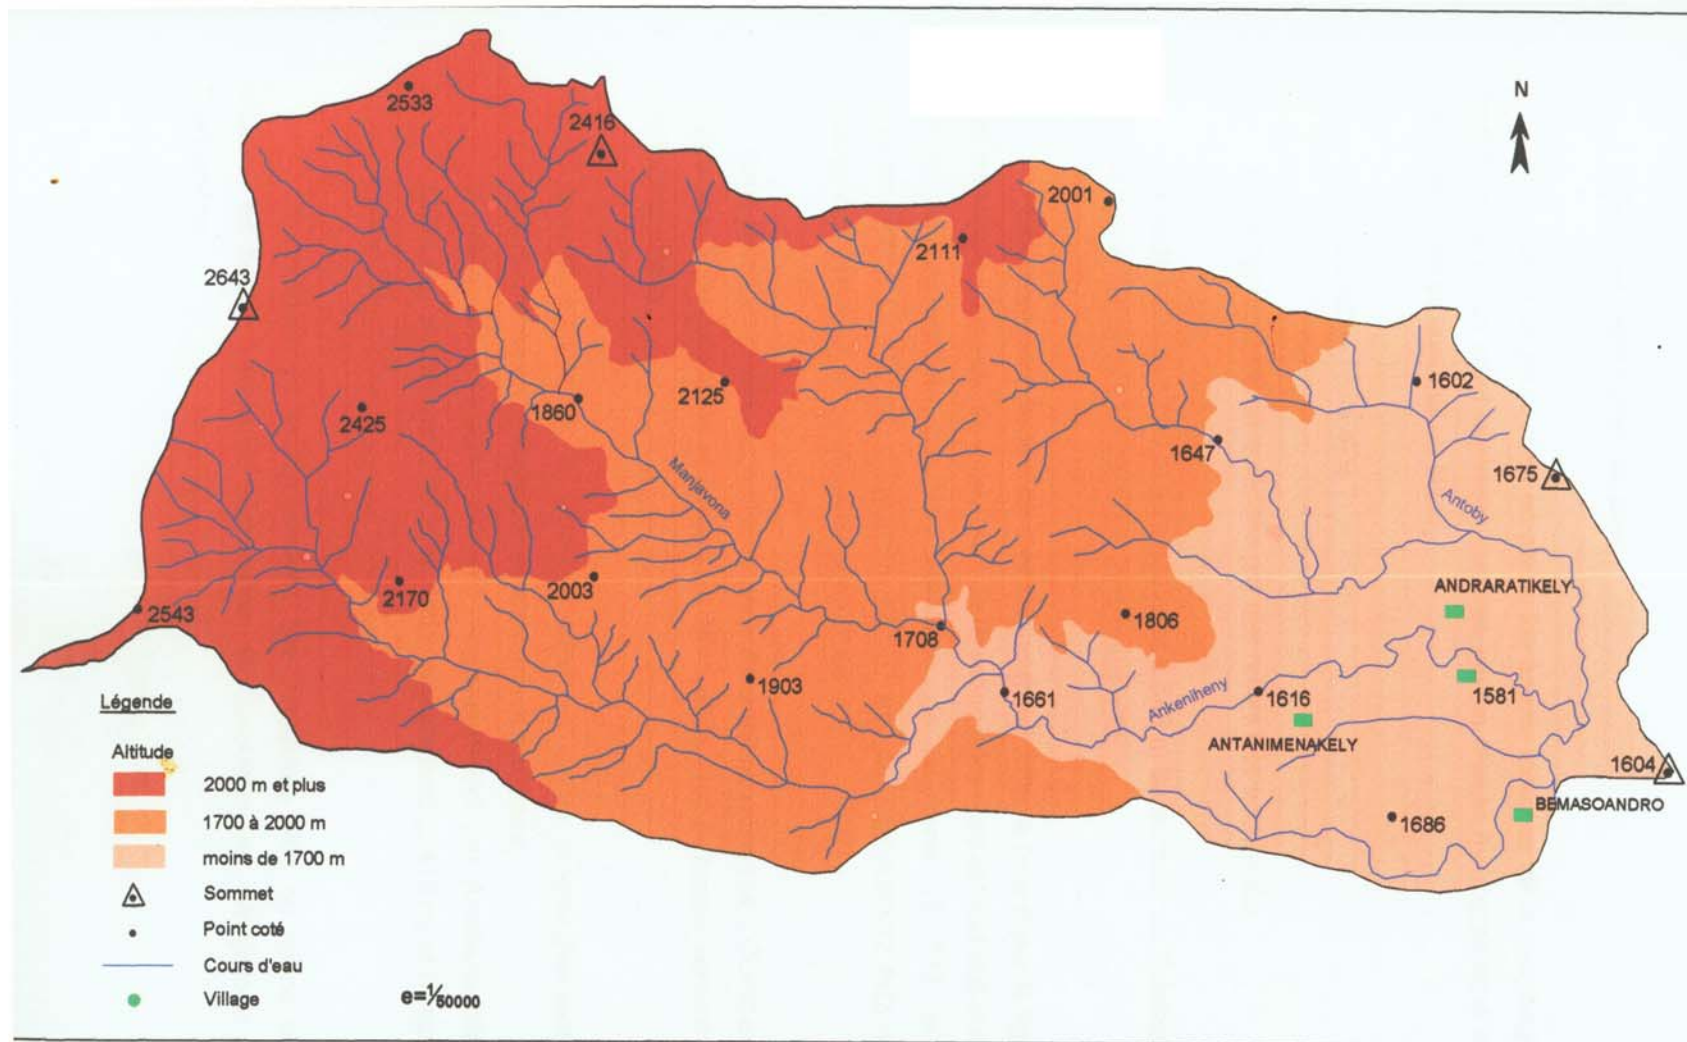 N
2533
2416
2001
2111
2643
1602
2125
1860
2425
1647
1675
Manjavona
Antoby
2170
2003
ANDRARATIKELY
2543
1806
1708
1903
1661
Ankeniheny
1616
1581
ANTANIMENAKELY
1604
BEMASOANDRO
1686
Légende
Altitude
2000 m et plus
1700 à 2000 m
moins de 1700 m
Sommet
Point coté
Cours d'eau
Village
e=1/50000